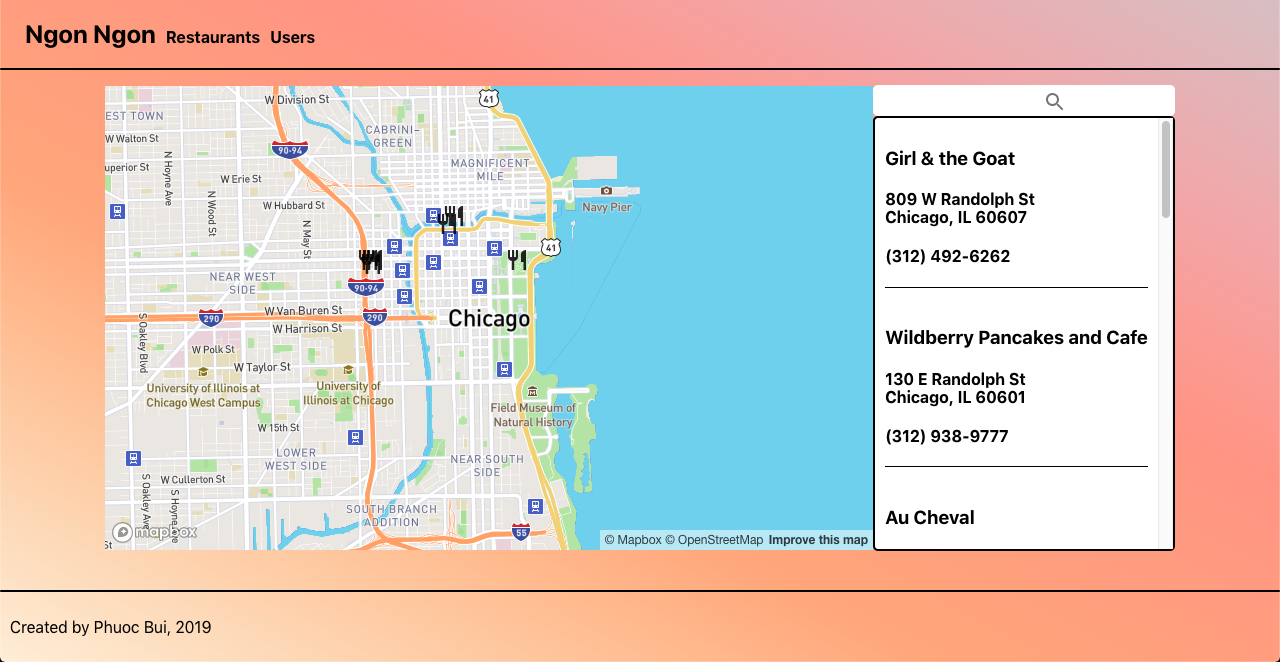 Ngon Ngon Restaurants Users
41
W Division St
EST TOWN
CABRINI-
GREEN
W Walton St
90-94
MAGNIFICENT
MILE
uperior St
N Hoyne Ave
W Erie St
N Wood St
W Hubbard St
N May St
Navy Pier
41
NEAR WEST
SIDE
90-94
W Van Buren St
290
290
Chicago
W Harrison St
S Oakley Blvd
W Polk St
W Taylor St
University of Illinois at
Chicago West Campus
University of
Illinois at Chicago
Field Museum of
Natural History
W 15th St
LOWER
WEST SIDE
NEAR SOUTH
SIDE
W Cullerton St
S Oakley Ave
S Hoyne Ave
SOUTH BRANCH
ADDITION
55
mapbox
St
© Mapbox © OpenStreetMap Improve this map
Girl & the Goat
809 W Randolph St
Chicago, IL 60607
(312) 492-6262
Wildberry Pancakes and Cafe
130 E Randolph St
Chicago, IL 60601
(312) 938-9777
Au Cheval
Created by Phuoc Bui, 2019